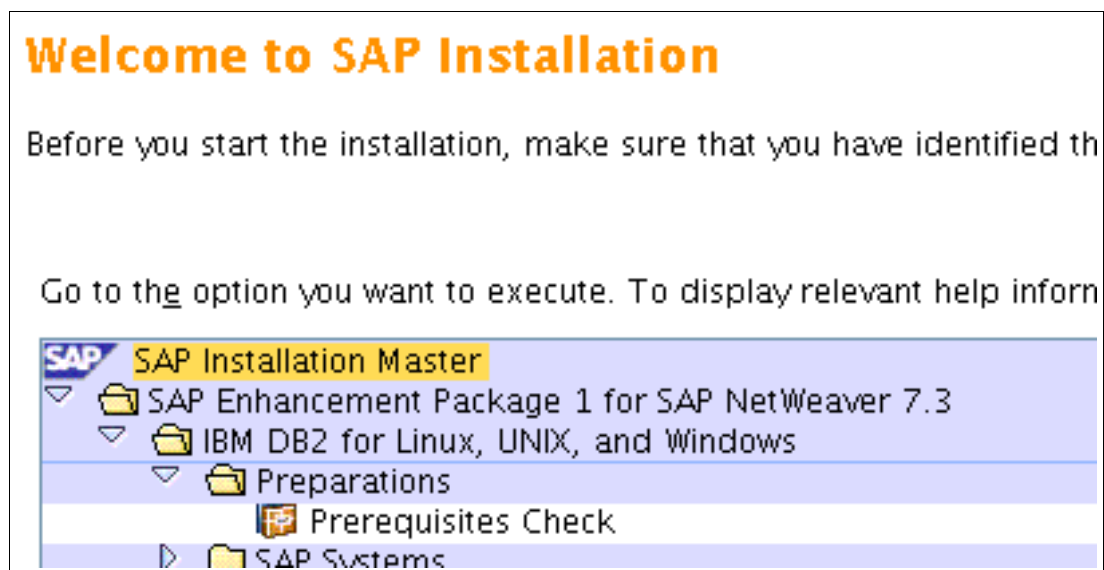 Welcome to SAP Installation
Before you start the installation, make sure that you have identified th
Go to the option you want to execute. To display relevant help inforn
SAP SAP Installation Master
SAP Enhancement Package 1 for SAP NetWeaver 7.3
IBM DB2 for Linux, UNIX, and Windows
Preparations
Prerequisites Check
SAP Systems